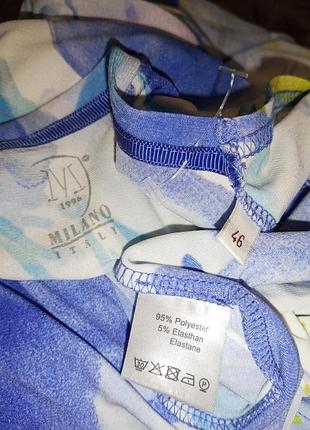 M
1996
MILANO
ITALY
46
95% Polyester
5% Elasthan
Elastane
P